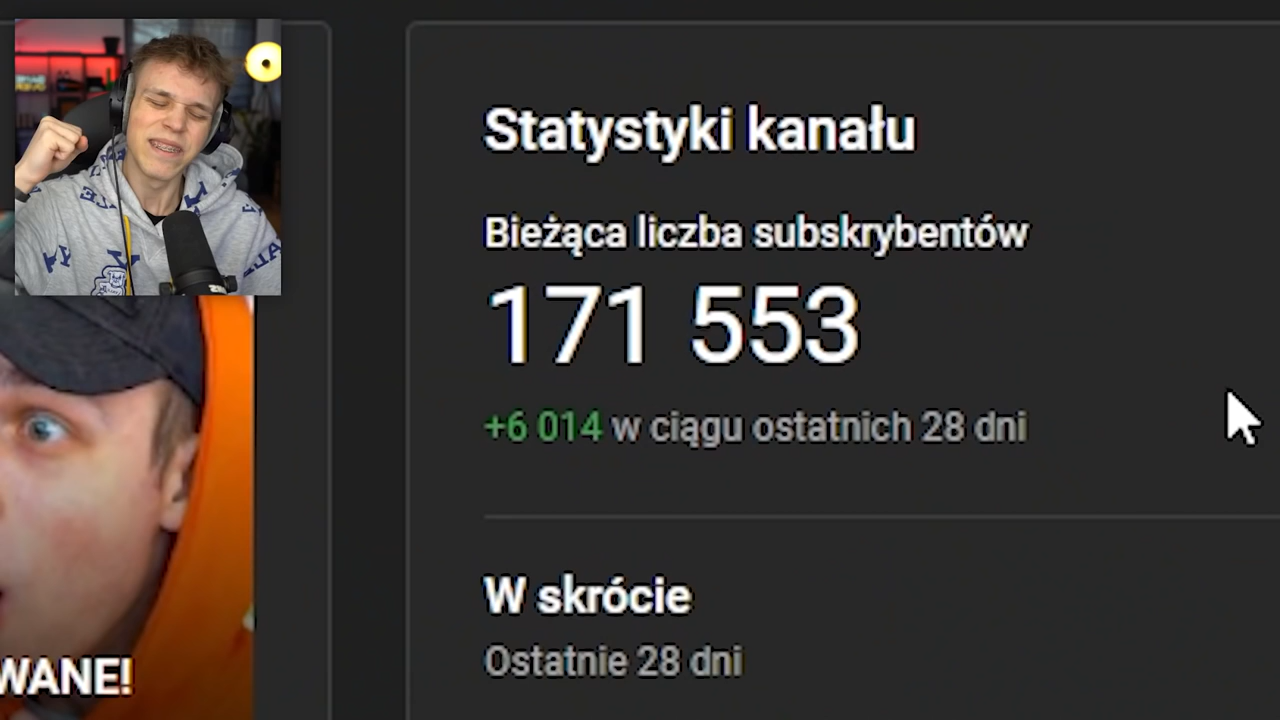 Statystyki kanału
Bieżąca liczba subskrybentów
171 553
+6 014 w ciągu ostatnich 28 dni
W skrócie
Ostatnie 28 dni
WANE!